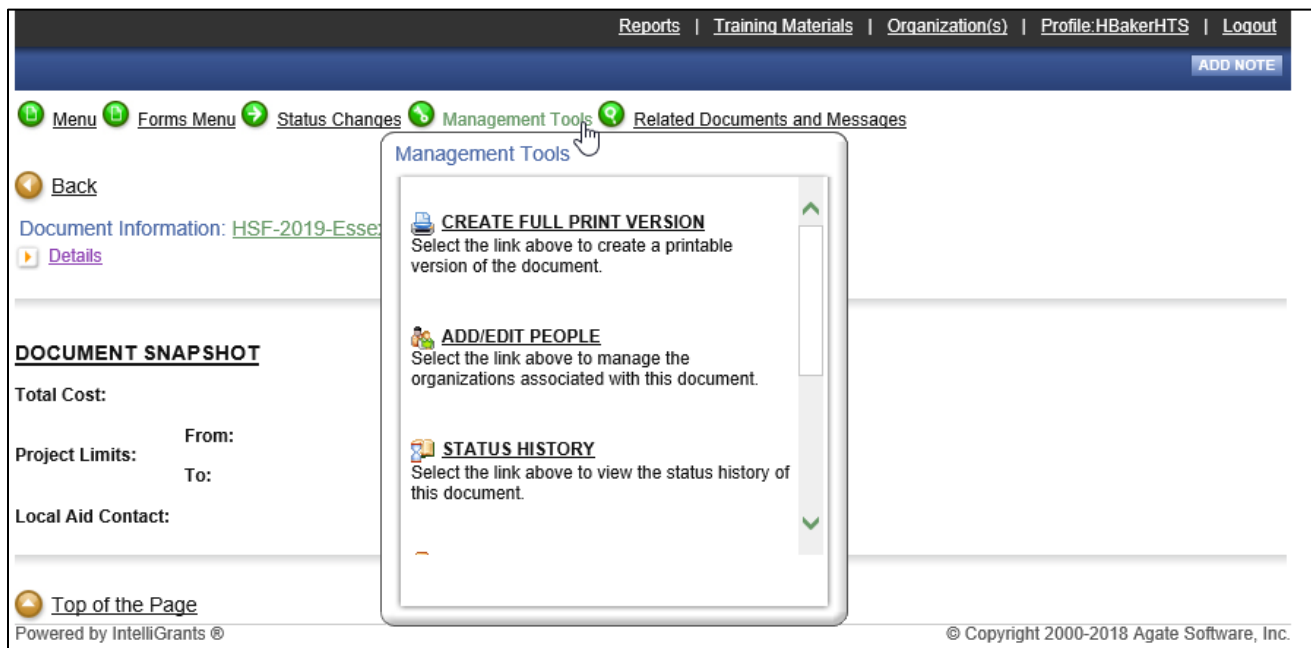 Reports | Training Materials | Organization(s) | Profile:HBakerHTS | Logout
ADD NOTE
Menu Forms Menu Status Changes Management Tools Related Documents and Messages
Management Tools
Back
Document Information: HSF-2019-Esse
Details
CREATE FULL PRINT VERSION
Select the link above to create a printable
version of the document.
ADD/EDIT PEOPLE
Select the link above to manage the
organizations associated with this document.
STATUS HISTORY
Select the link above to view the status history of
this document.
DOCUMENT SNAPSHOT
Total Cost:
Project Limits:
From:
To:
Local Aid Contact:
Top of the Page
Powered by IntelliGrants ®
© Copyright 2000-2018 Agate Software, Inc.